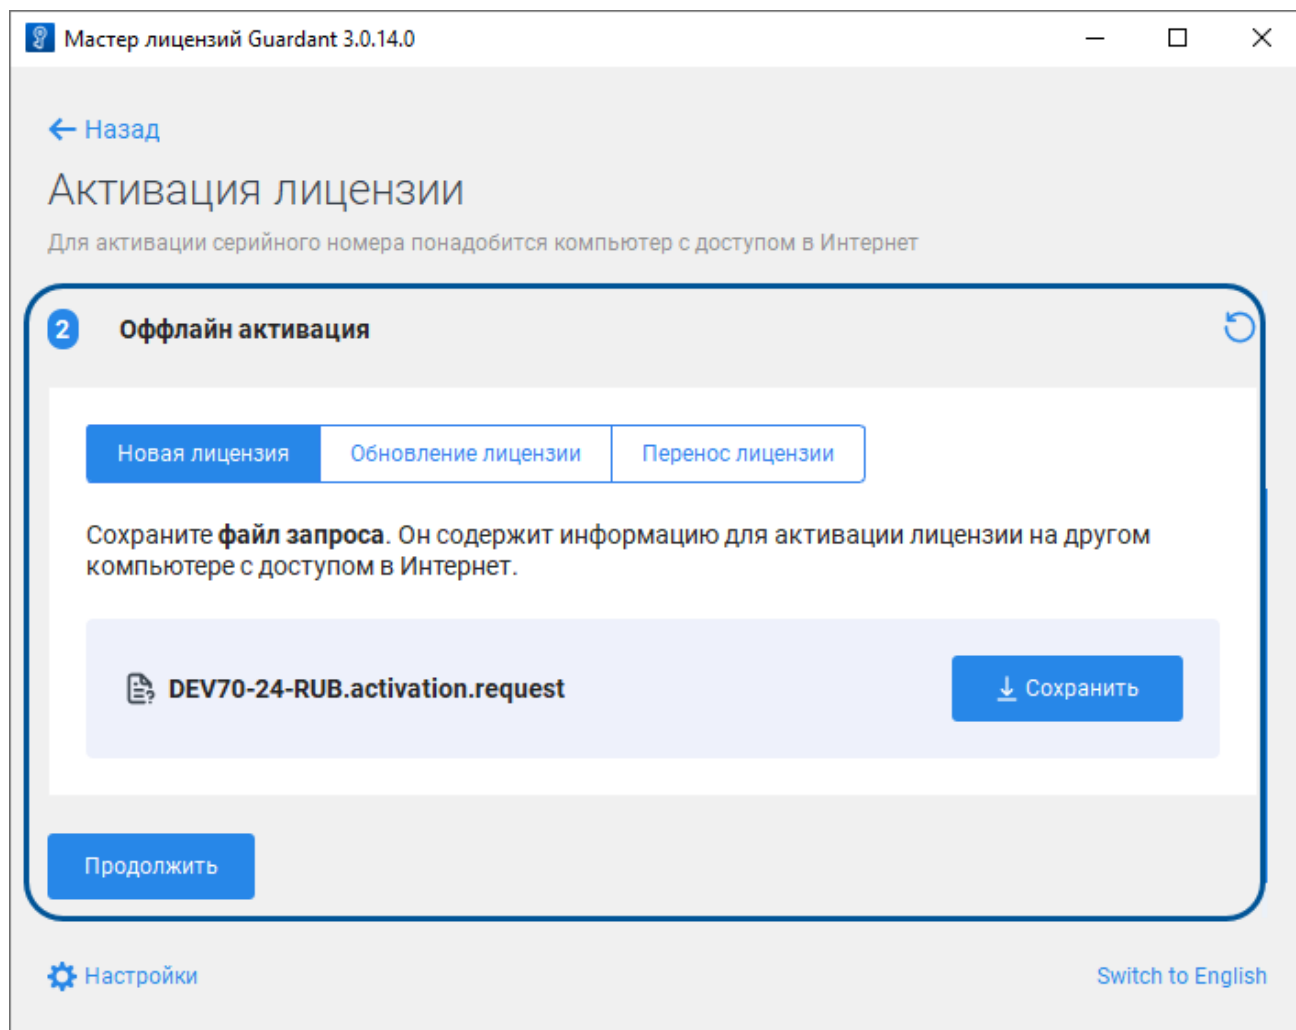 Мастер лицензий Guardant 3.0.14.0
Назад
Активация лицензии
Для активации серийного номера понадобится компьютер с доступом в Интернет
2 Оффлайн активация
Новая лицензия Обновление лицензии Перенос лицензии
Сохраните файл запроса. Он содержит информацию для активации лицензии на другом
компьютере с доступом в Интернет.
DEV70-24-RUB.activation.request Сохранить
Продолжить
Настройки Switch to English